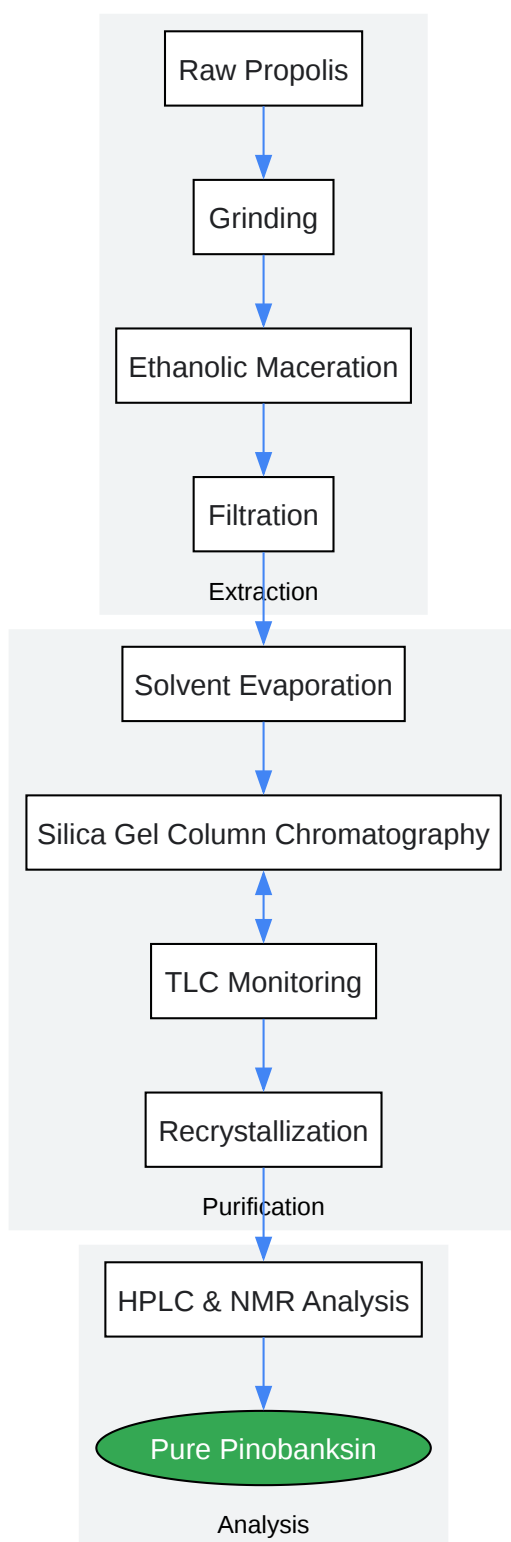 Raw Propolis
Grinding
Ethanolic Maceration
Filtration
Extraction
Solvent Evaporation
Silica Gel Column Chromatography
TLC Monitoring
Recrystallization
Purification
HPLC & NMR Analysis
Pure Pinobanksin
Analysis